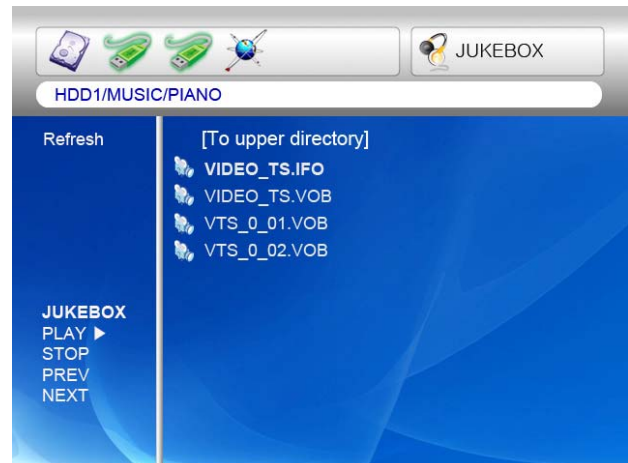 JUKEBOX
HDD1/MUSIC/PIANO
Refresh
[To upper directory]
VIDEO_TS.IFO
VIDEO_TS.VOB
VTS_0_01.VOB
VTS_0_02.VOB
JUKEBOX
PLAY ▶
STOP
PREV
NEXT